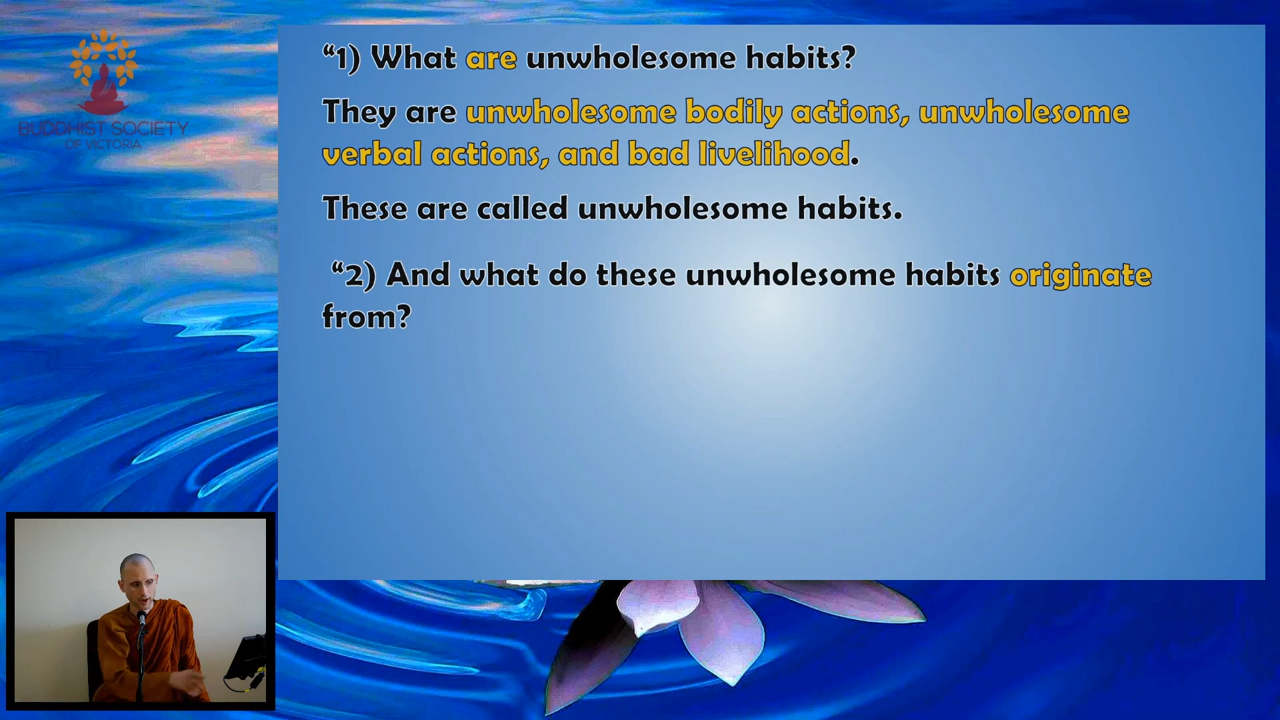 BUDDHIST SOCIETY
OF VICTORIA
“1) What are unwholesome habits?
They are unwholesome bodily actions, unwholesome
verbal actions, and bad livelihood.
These are called unwholesome habits.
“2) And what do these unwholesome habits originate
from?